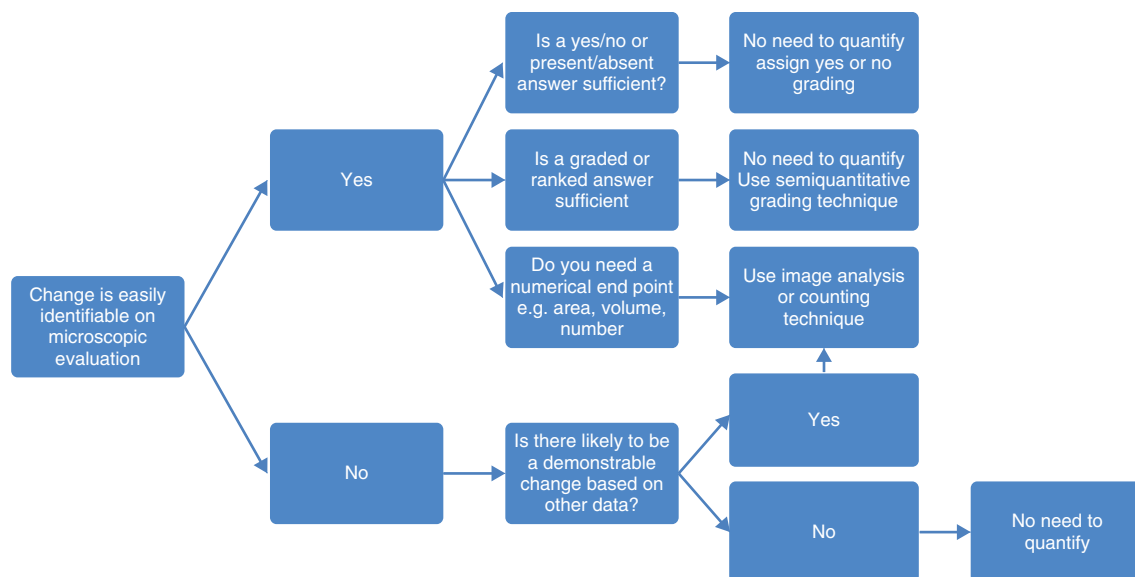 Is a yes/no or
present/absent
answer sufficient?
No need to quantify
assign yes or no
grading
Yes
Is a graded or
ranked answer
sufficient
No need to quantify
Use semiquantitative
grading technique
Do you need a
numerical end point
e.g. area, volume,
number
Use image analysis
or counting
technique
Change is easily
identifiable on
microscopic
evaluation
Yes
No
Is there likely to be
a demonstrable
change based on
other data?
No
No need to
quantify